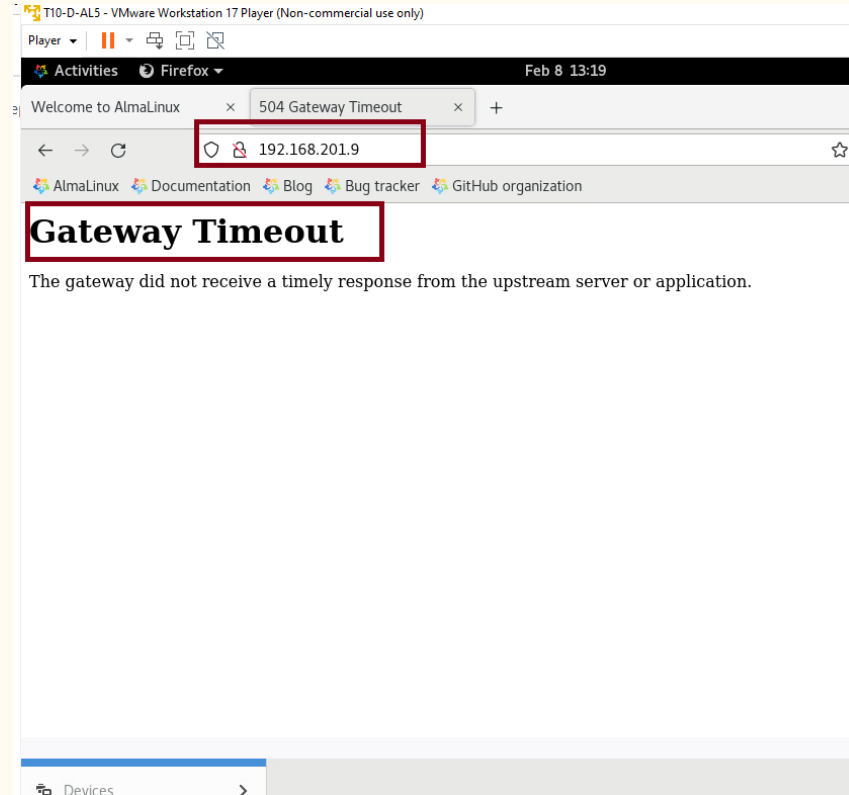 T10-D-AL5 - VMware Workstation 17 Player (Non-commercial use only)
Player
Activities Firefox Feb 8 13:19
Welcome to AlmaLinux × 504 Gateway Timeout × +
192.168.201.9
AlmaLinux Documentation Blog Bug tracker GitHub organization
Gateway Timeout
The gateway did not receive a timely response from the upstream server or application.
Devices